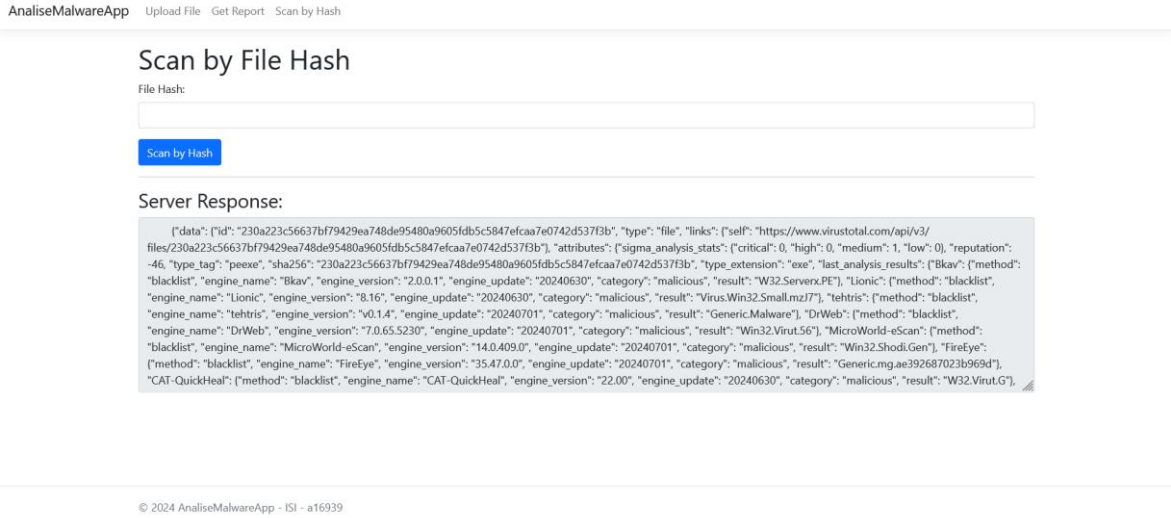 AnaliseMalwareApp Upload File Get Report Scan by Hash
Scan by File Hash
File Hash:
Scan by Hash
Server Response:
{"data": {"id": "230a223c56637bf79429ea748de95480a9605fdb5c5847efcaa7e0742d537f3b", "type": "file", "links": {"self": "https://www.virustotal.com/api/v3/
files/230a223c56637bf79429ea748de95480a9605fdb5c5847efcaa7e0742d537f3b"}, "attributes": {"sigma_analysis_stats": {"critical": 0, "high": 0, "medium": 1, "low": 0}, "reputation":
-46, "type_tag": "peexe", "sha256": "230a223c56637bf79429ea748de95480a9605fdb5c5847efcaa7e0742d537f3b", "type_extension": "exe", "last_analysis_results": {"Bkav": {"method":
"blacklist", "engine_name": "Bkav", "engine_version": "2.0.0.1", "engine_update": "20240630", "category": "malicious", "result": "W32.Serverx.PE"}, "Lionic": {"method": "blacklist",
"engine_name": "Lionic", "engine_version": "8.16", "engine_update": "20240630", "category": "malicious", "result": "Virus.Win32.Small.mzJ7"}, "tehtris": {"method": "blacklist",
"engine_name": "tehtris", "engine_version": "v0.1.4", "engine_update": "20240701", "category": "malicious", "result": "Generic.Malware"}, "DrWeb": {"method": "blacklist",
"engine_name": "DrWeb", "engine_version": "7.0.65.5230", "engine_update": "20240701", "category": "malicious", "result": "Win32.Virut.56"}, "MicroWorld-eScan": {"method":
"blacklist", "engine_name": "MicroWorld-eScan", "engine_version": "14.0.409.0", "engine_update": "20240701", "category": "malicious", "result": "Win32.Shodi.Gen"}, "FireEye":
{"method": "blacklist", "engine_name": "FireEye", "engine_version": "35.47.0.0", "engine_update": "20240701", "category": "malicious", "result": "Generic.mg.ae392687023b969d"},
"CAT-QuickHeal": {"method": "blacklist", "engine_name": "CAT-QuickHeal", "engine_version": "22.00", "engine_update": "20240630", "category": "malicious", "result": "W32.Virut.G"},
© 2024 AnaliseMalwareApp - ISI - a16939